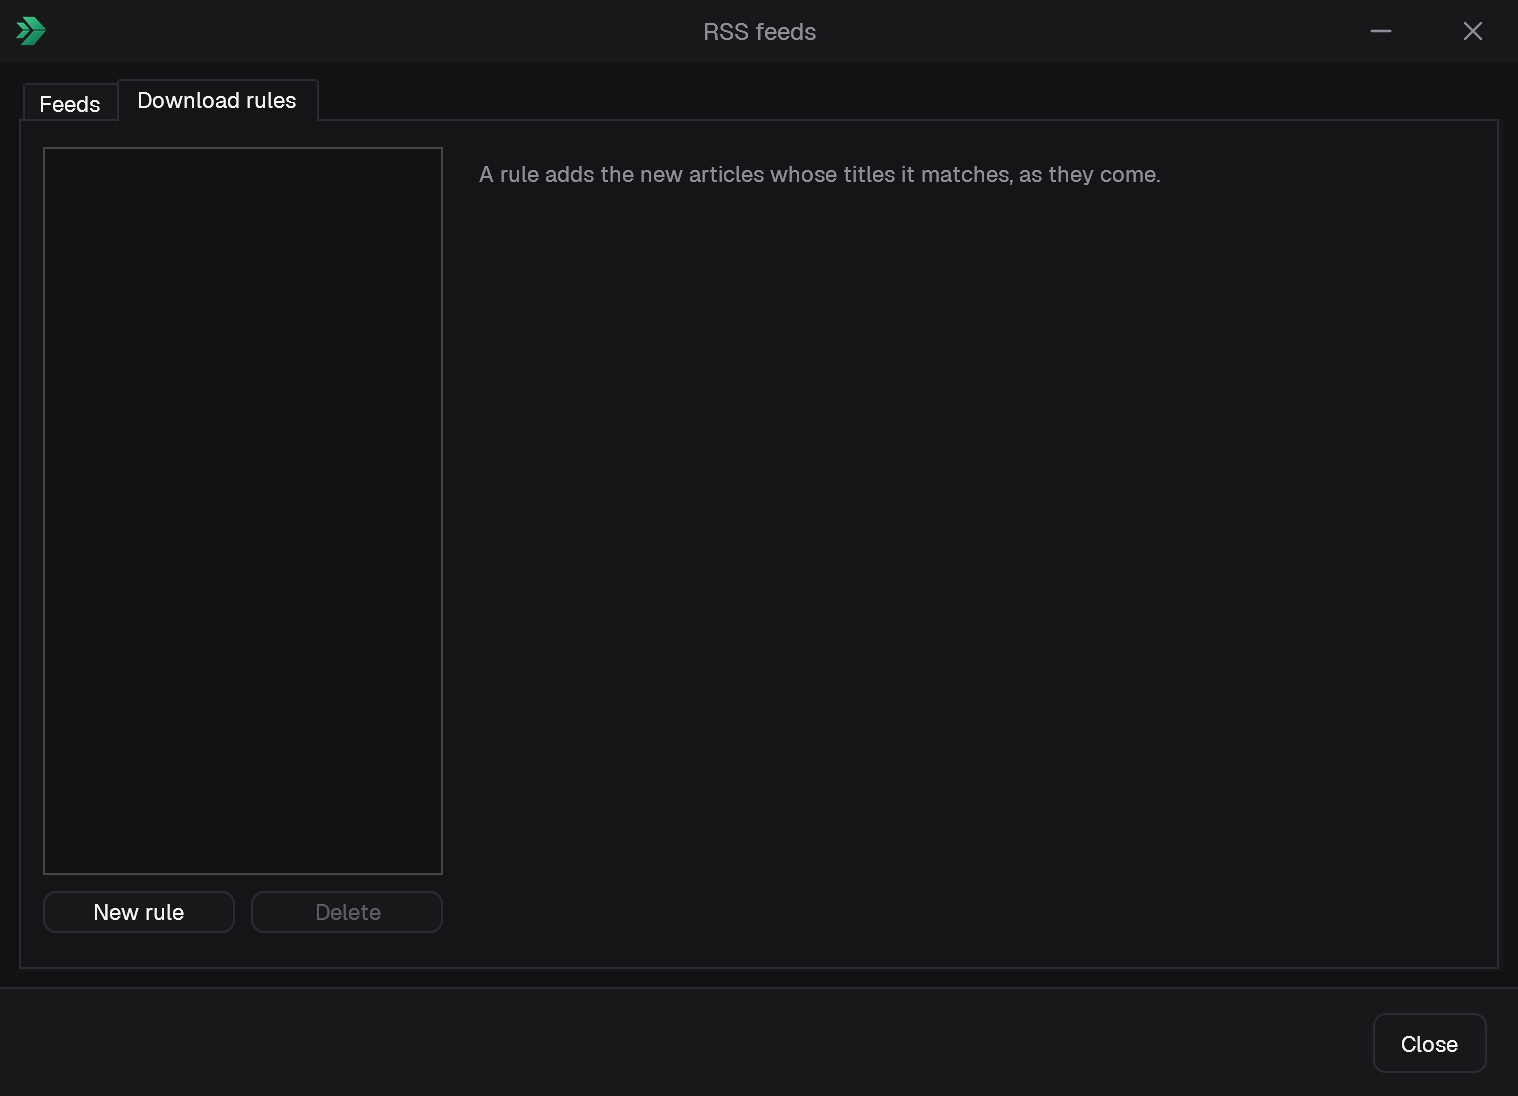 RSS feeds
Feeds
Download rules
A rule adds the new articles whose titles it matches, as they come.
New rule
Delete
Close